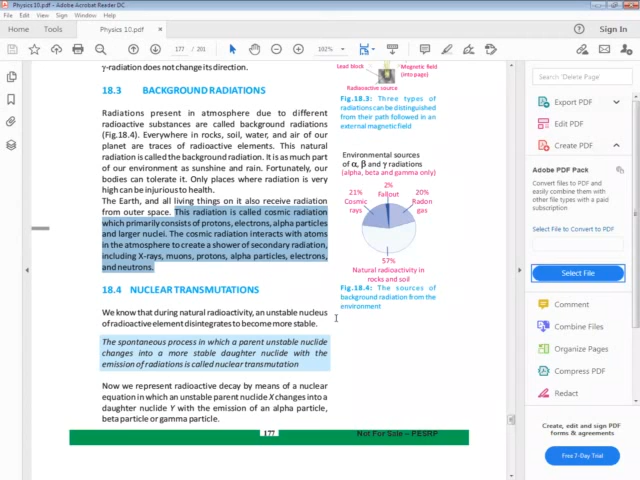 Physics 10.pdf - Adobe Acrobat Reader DC
File Edit View Sign Window Help
Home Tools Physics 10.pdf × Sign In
177 / 201 102%
γ-radiation does not change its direction.
18.3 BACKGROUND RADIATIONS
Radiations present in atmosphere due to different
radioactive substances are called background radiations
(Fig.18.4). Everywhere in rocks, soil, water, and air of our
planet are traces of radioactive elements. This natural
radiation is called the background radiation. It is as much part
of our environment as sunshine and rain. Fortunately, our
bodies can tolerate it. Only places where radiation is very
high can be injurious to health.
The Earth, and all living things on it also receive radiation
from outer space. This radiation is called cosmic radiation
which primarily consists of protons, electrons, alpha particles
and larger nuclei. The cosmic radiation interacts with atoms
in the atmosphere to create a shower of secondary radiation,
including X-rays, muons, protons, alpha particles, electrons,
and neutrons.
18.4 NUCLEAR TRANSMUTATIONS
We know that during natural radioactivity, an unstable nucleus
of radioactive element disintegrates to become more stable.
The spontaneous process in which a parent unstable nuclide
changes into a more stable daughter nuclide with the
emission of radiations is called nuclear transmutation
Now we represent radioactive decay by means of a nuclear
equation in which an unstable parent nuclide X changes into a
daughter nuclide Y with the emission of an alpha particle,
beta particle or gamma particle.
Lead block
Magnetic field
(into page)
Radioactive source
Fig.18.3: Three types of
radiations can be distinguished
from their path followed in an
external magnetic field
Environmental sources
of α, β and γ radiations
(alpha, beta and gamma only)
2%
Fallout
21%
Cosmic
rays
20%
Radon
gas
57%
Natural radioactivity in
rocks and soil
Fig.18.4: The sources of
background radiation from the
environment
177 Not For Sale – PESRP
Search 'Delete Page'
Export PDF
Edit PDF
Create PDF
Adobe PDF Pack
Convert files to PDF and
easily combine them with
other file types with a paid
subscription
Select File to Convert to PDF
Select File
Comment
Combine Files
Organize Pages
Compress PDF
Redact
Create, edit and sign PDF
forms & agreements
Free 7-Day Trial